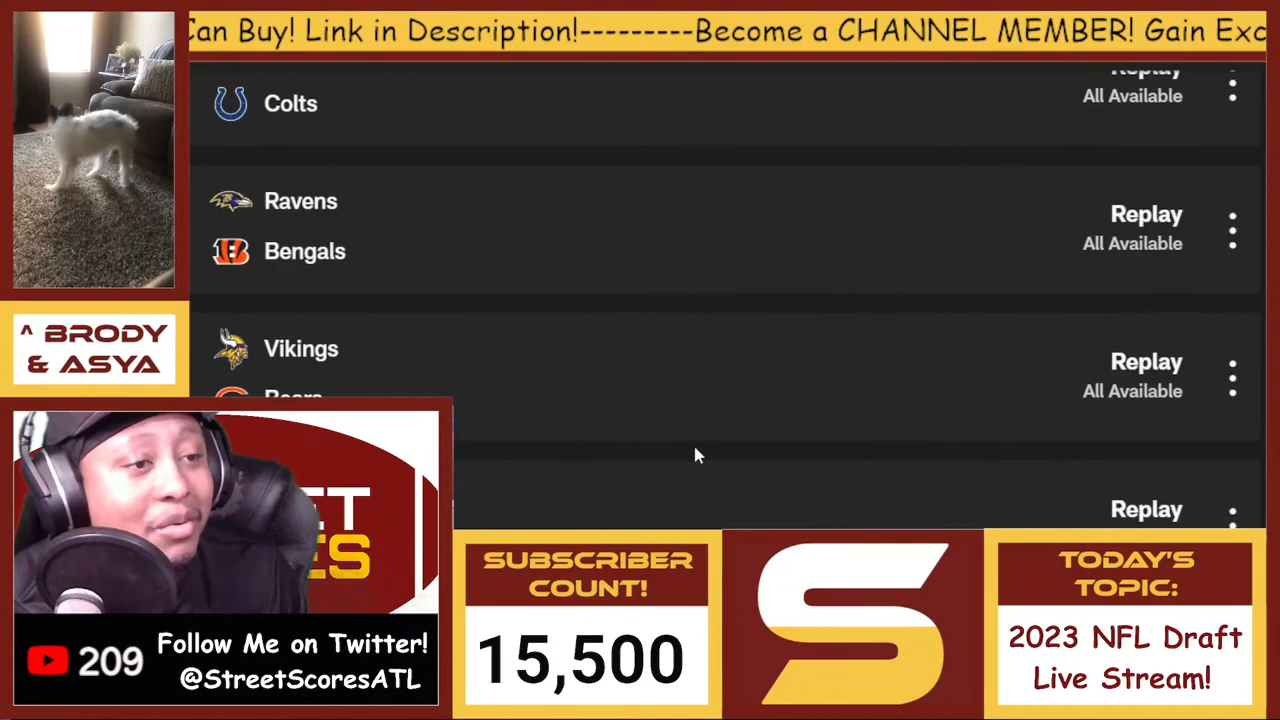 Can Buy! Link in Description!---------Become a CHANNEL MEMBER! Gain Exc
Replay
Colts
All Available
Ravens
Replay
Bengals
All Available
Vikings
Replay
Bears
All Available
Replay
^ BRODY
& ASYA
209
Follow Me on Twitter!
@StreetScoresATL
SUBSCRIBER
COUNT!
15,500
TODAY'S
TOPIC:
2023 NFL Draft
Live Stream!